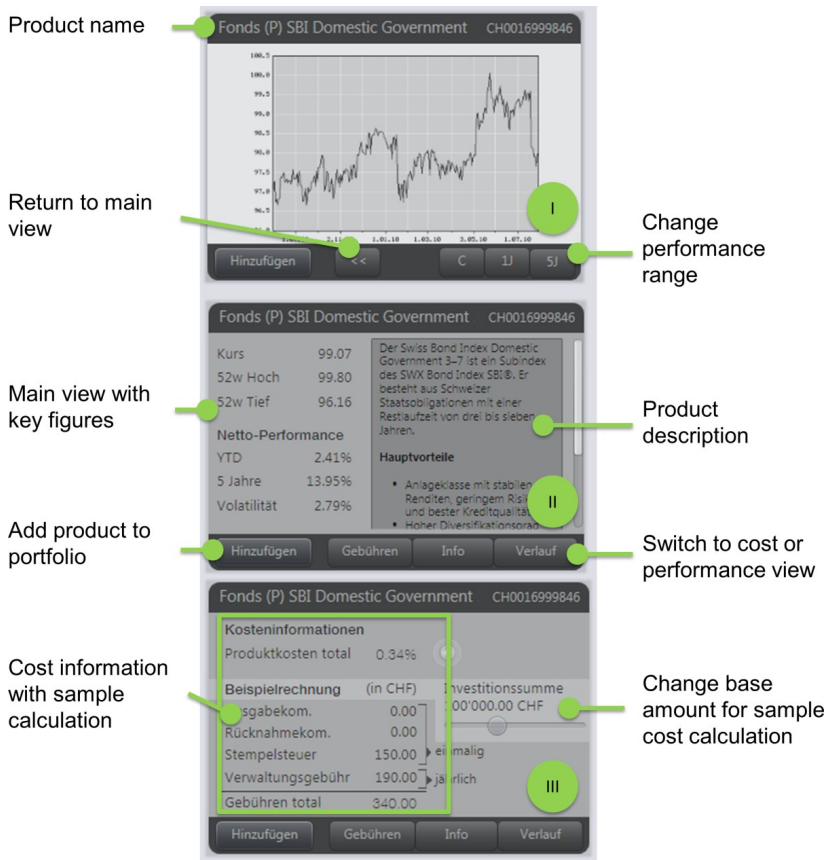 Product name
Fonds (P) SBI Domestic Government CH0016999846
100.5
100.0
99.5
99.0
98.5
98.0
97.5
97.0
96.5
1.01.10 1.03.10 3.05.10 1.07.10
I
Return to main
view
Change
performance
range
Hinzufügen << C 1J 5J
Fonds (P) SBI Domestic Government CH0016999846
Main view with
key figures
Kurs 99.07
52w Hoch 99.80
52w Tief 96.16
Netto-Performance
YTD 2.41%
5 Jahre 13.95%
Volatilität 2.79%
Der Swiss Bond Index Domestic
Government 3–7 ist ein Subindex
des SWX Bond Index SBI®. Er
besteht aus Schweizer
Staatsobligationen mit einer
Restlaufzeit von drei bis sieben
Jahren.
Hauptvorteile
• Anlageklasse mit stabilen
Renditen, geringem
und bester Kreditqualität
• Hoher Diversifikationsgrad
II
Product
description
Add product to
portfolio
Hinzufügen Gebühren Info Verlauf
Switch to cost or
performance view
Fonds (P) SBI Domestic Government CH0016999846
Cost information
with sample
calculation
Kosteninformationen
Produktkosten total 0.34%
Beispielrechnung (in CHF)
Ausgabekom. 0.00
Rücknahmekom. 0.00
Stempelsteuer 150.00 einmalig
Verwaltungsgebühr 190.00 jährlich
Gebühren total 340.00
Investitionssumme
100'000.00 CHF
III
Change base
amount for sample
cost calculation
Hinzufügen Gebühren Info Verlauf